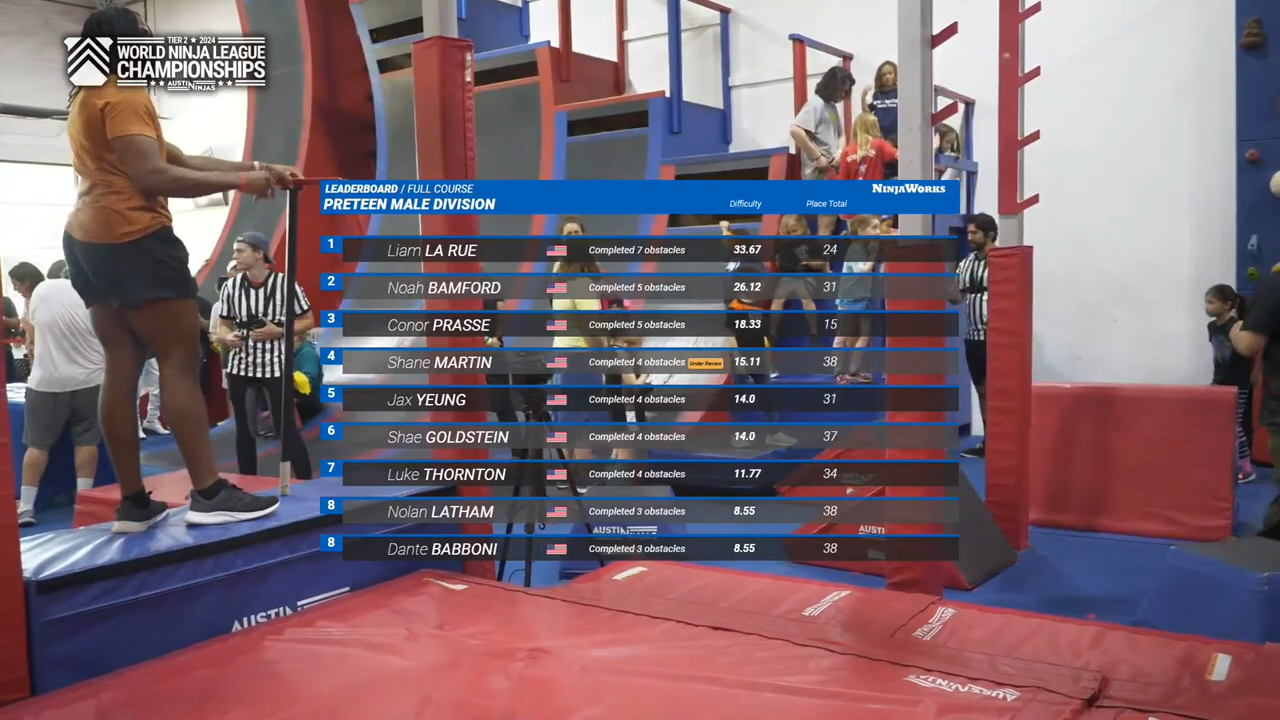 TIER 2 ★ 2024
WORLD NINJA LEAGUE
CHAMPIONSHIPS
AUSTIN NINJAS
LEADERBOARD / FULL COURSE
NINJAWORKS
PRETEEN MALE DIVISION
Difficulty Place Total
1 Liam LA RUE Completed 7 obstacles 33.67 24
2 Noah BAMFORD Completed 5 obstacles 26.12 31
3 Conor PRASSE Completed 5 obstacles 18.33 15
4 Shane MARTIN Completed 4 obstacles Under Review 15.11 38
5 Jax YEUNG Completed 4 obstacles 14.0 31
6 Shae GOLDSTEIN Completed 4 obstacles 14.0 37
7 Luke THORNTON Completed 4 obstacles 11.77 34
8 Nolan LATHAM Completed 3 obstacles 8.55 38
AUSTI
8 Dante BABBONI Completed 3 obstacles 8.55 38
AUSTIN
AUSTIN NINJAS